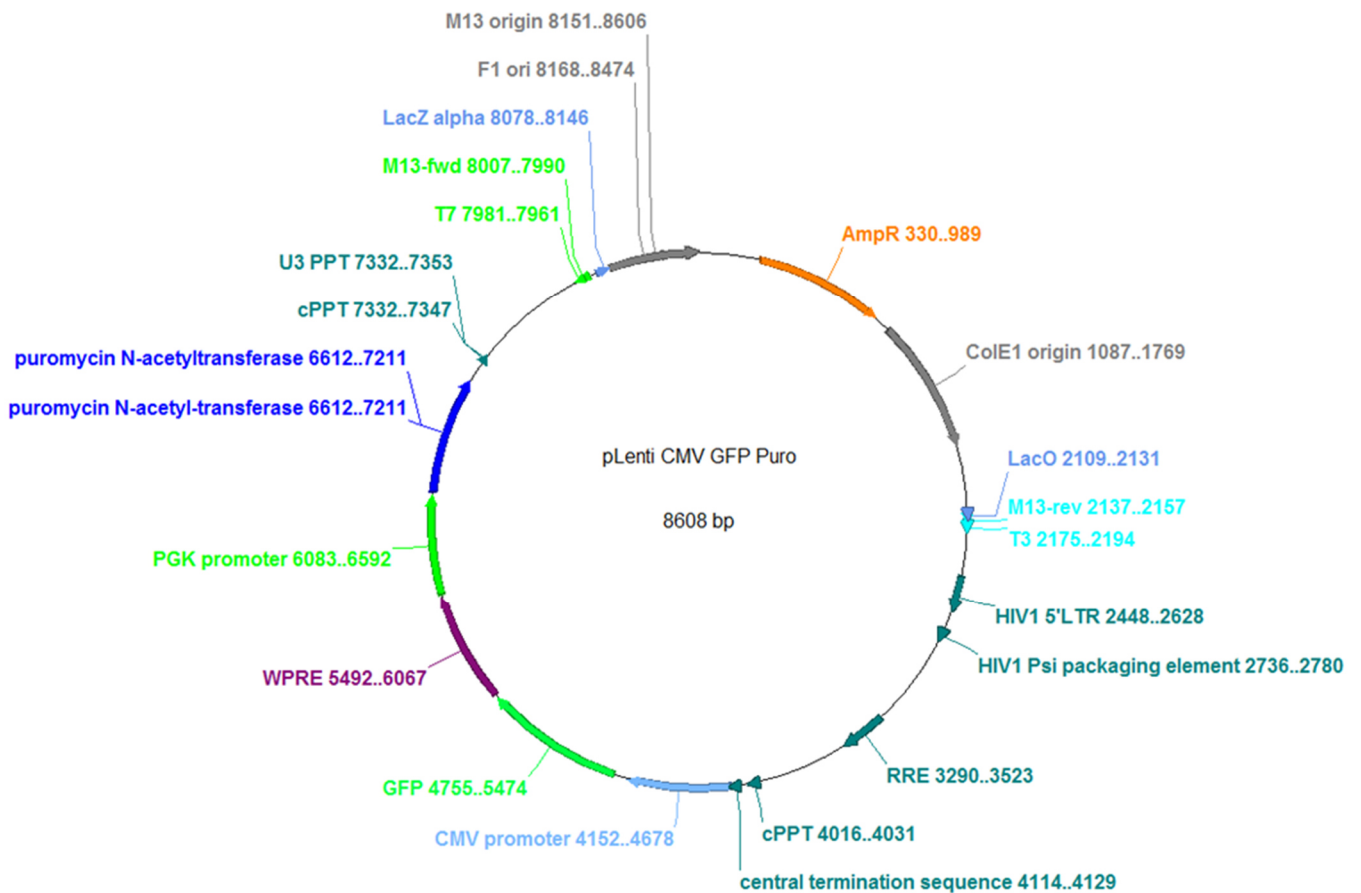 M13 origin 8151..8606
F1 ori 8168..8474
LacZ alpha 8078..8146
M13-fwd 8007..7990
T7 7981..7961
AmpR 330..989
U3 PPT 7332..7353
cPPT 7332..7347
puromycin N-acetyltransferase 6612..7211
ColE1 origin 1087..1769
puromycin N-acetyl-transferase 6612..7211
pLenti CMV GFP Puro
LacO 2109..2131
M13-rev 2137..2157
8608 bp
T3 2175..2194
PGK promoter 6083..6592
HIV1 5'LTR 2448..2628
HIV1 Psi packaging element 2736..2780
WPRE 5492..6067
RRE 3290..3523
GFP 4755..5474
cPPT 4016..4031
CMV promoter 4152..4678
central termination sequence 4114..4129